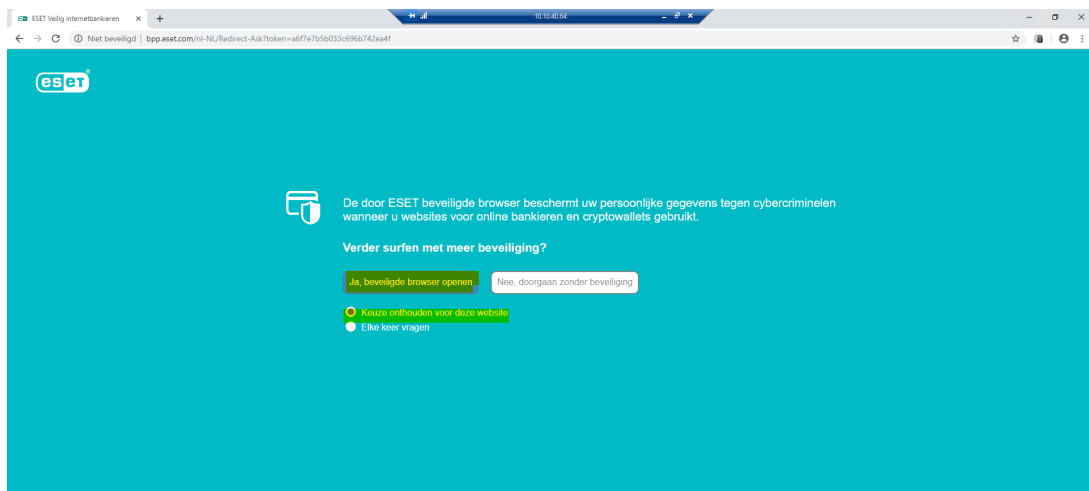 ESET Veilig internetbankieren
10.10.40.64
Niet beveiligd | bpp.eset.com/nl-NL/Redirect-Ask?token=a6f7e7b5b033c696b742ea4f
eseT
De door ESET beveiligde browser beschermt uw persoonlijke gegevens tegen cybercriminelen
wanneer u websites voor online bankieren en cryptowallets gebruikt.
Verder surfen met meer beveiliging?
Ja, beveiligde browser openen
Nee, doorgaan zonder beveiliging
Keuze onthouden voor deze website
Elke keer vragen